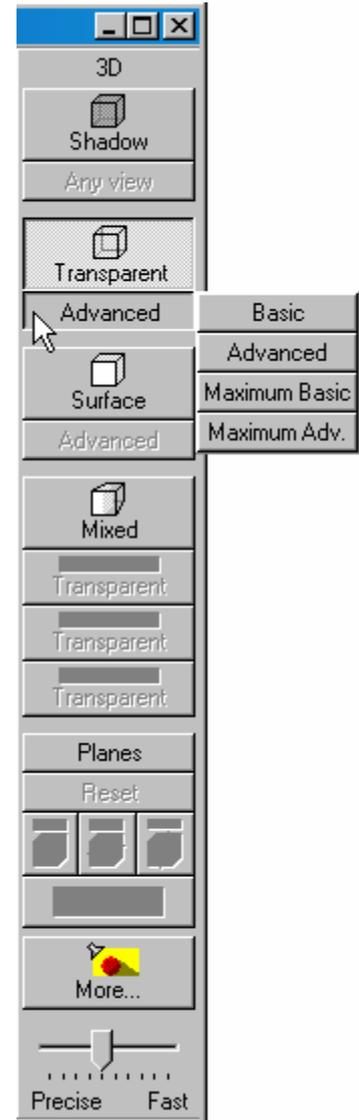 3D
Shadow
Any view
Transparent
Advanced
Basic
Advanced
Maximum Basic
Maximum Adv.
Surface
Advanced
Mixed
Transparent
Transparent
Transparent
Planes
Reset
More...
Precise Fast